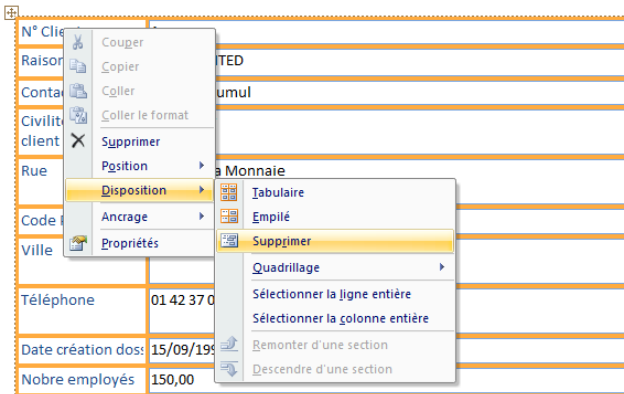 N° Clie
Raison
TED
Conta
umul
Civilit
client
Rue
a Monnaie
Code
Ville
Téléphone
01 42 37 0
Date création doss
15/09/199
Nobre employés
150,00
Couper
Copier
Coller
Coller le format
Supprimer
Position
Disposition
Ancrage
Propriétés
Tabulaire
Empilé
Supprimer
Quadrillage
Sélectionner la ligne entière
Sélectionner la colonne entière
Remonter d'une section
Descendre d'une section